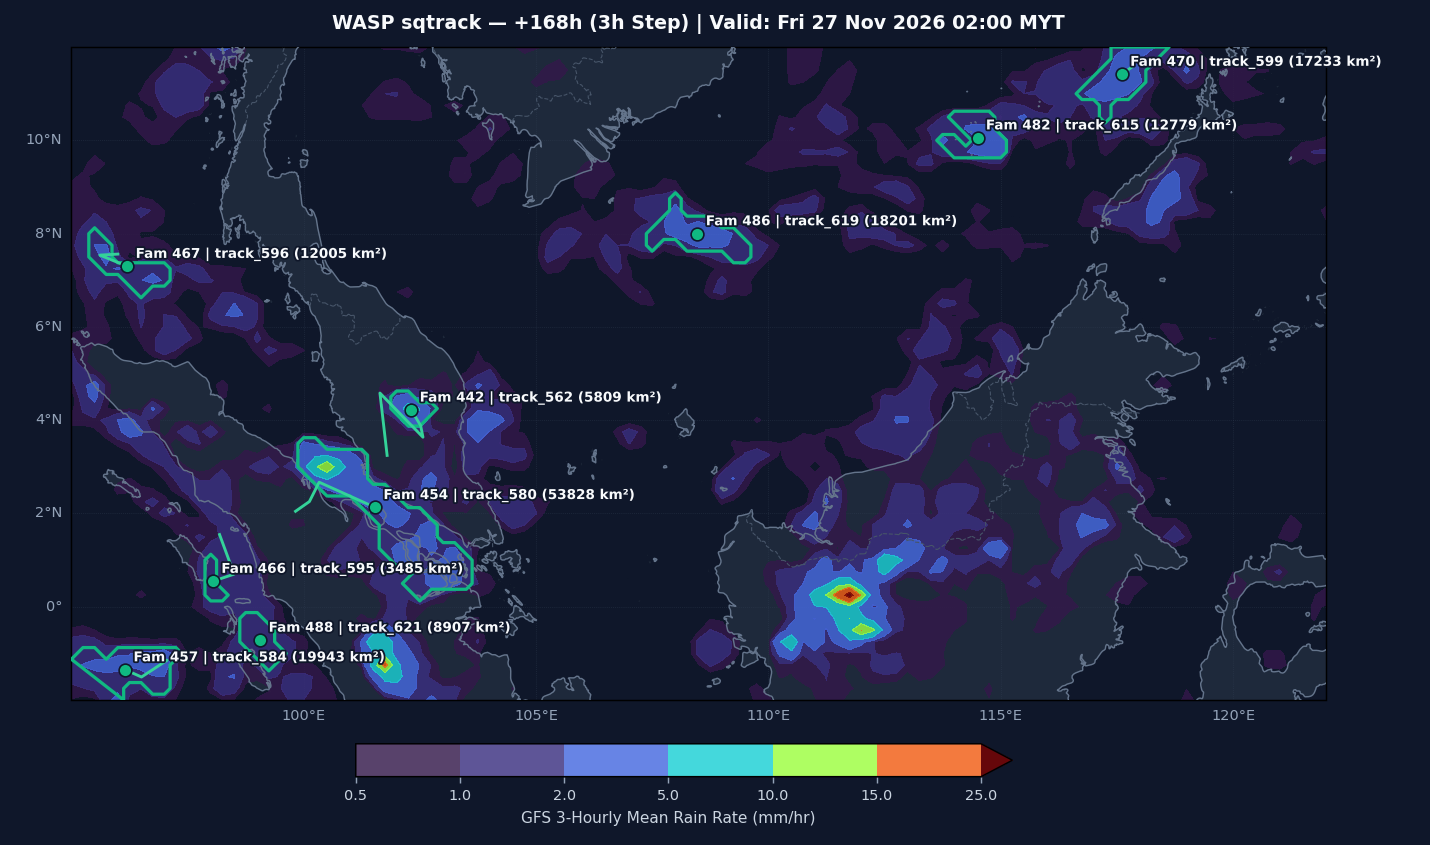 WASP sqtrack — +168h (3h Step) | Valid: Fri 27 Nov 2026 02:00 MYT
Fam 470 | track_599 (17233 km²)
Fam 482 | track_615 (12779 km²)
10°N
Fam 486 | track_619 (18201 km²)
8°N
Fam 467 | track_596 (12005 km²)
6°N
Fam 442 | track_562 (5809 km²)
4°N
Fam 454 | track_580 (53828 km²)
2°N
Fam 466 | track_595 (3485 km²)
0°
Fam 488 | track_621 (8907 km²)
Fam 457 | track_584 (19943 km²)
100°E 105°E 110°E 115°E 120°E
0.5 1.0 2.0 5.0 10.0 15.0 25.0
GFS 3-Hourly Mean Rain Rate (mm/hr)